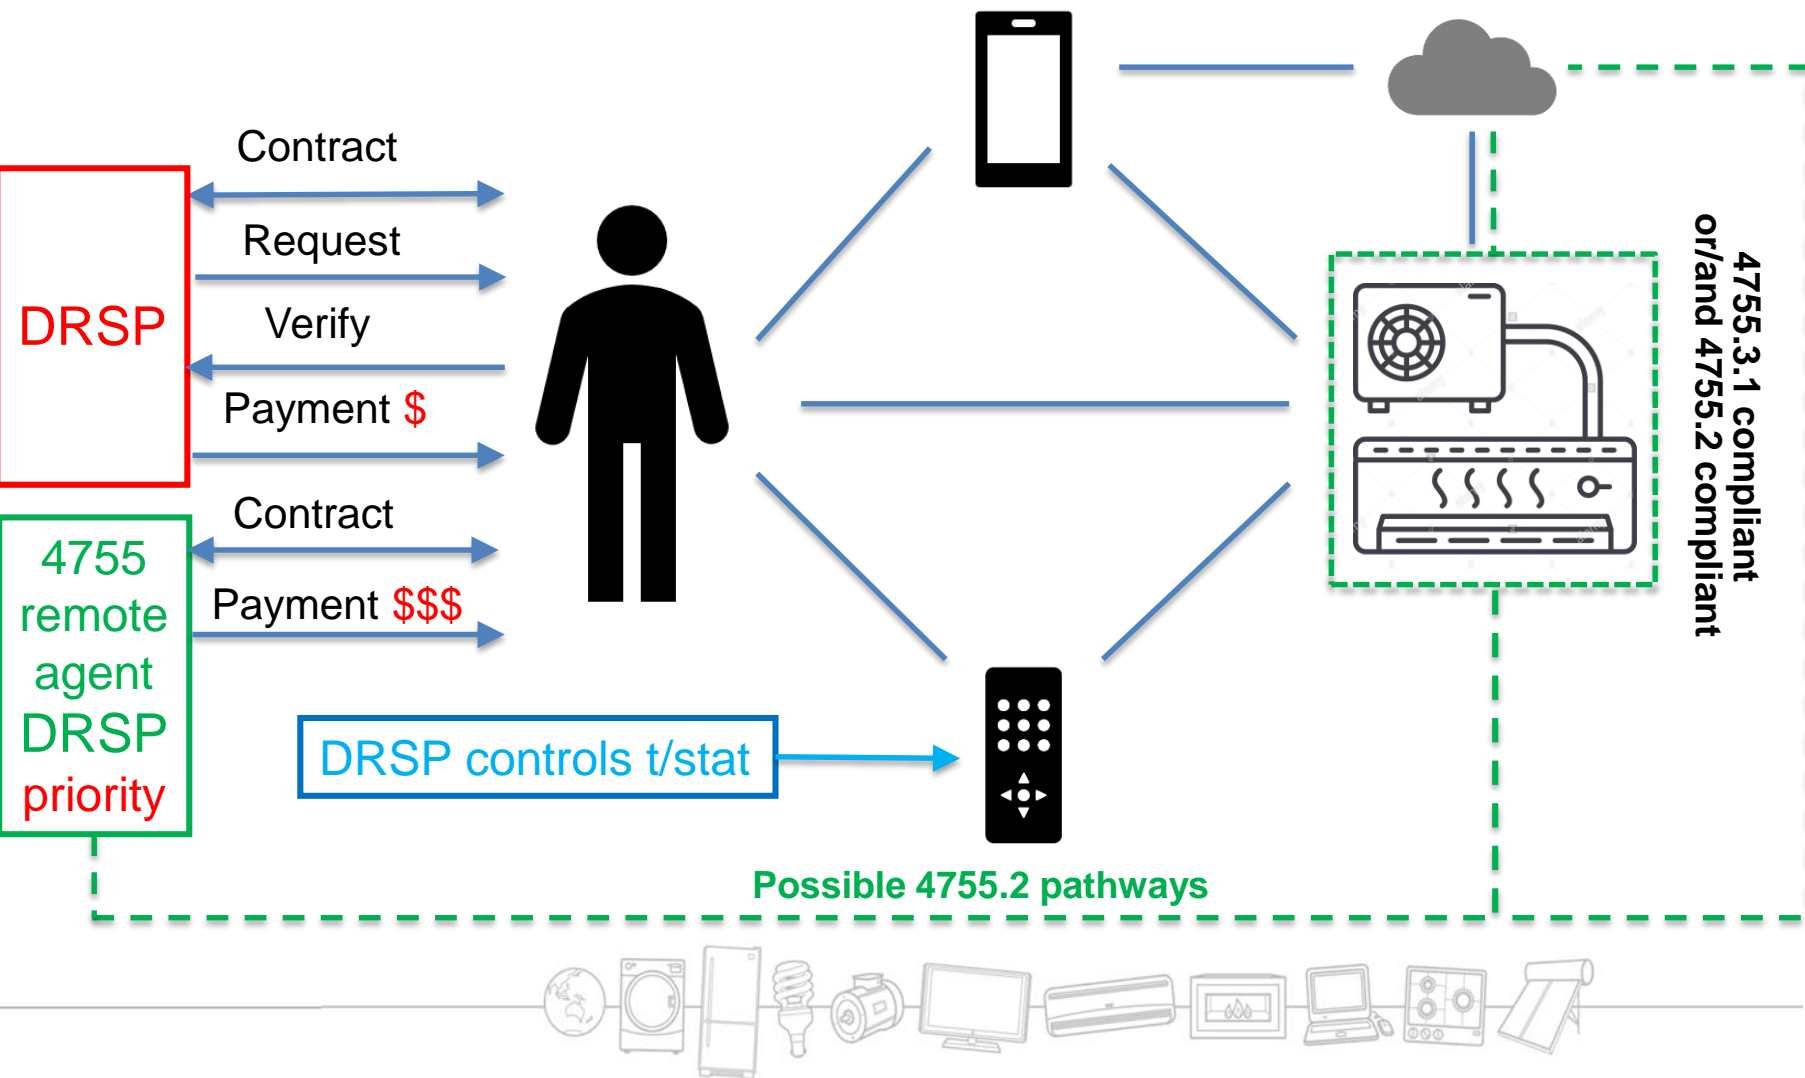 Contract
Request
Verify
Payment $
DRSP
Contract
Payment $$$
4755
remote
agent
DRSP
priority
DRSP controls t/stat
4755.3.1 compliant
or/and 4755.2 compliant
Possible 4755.2 pathways